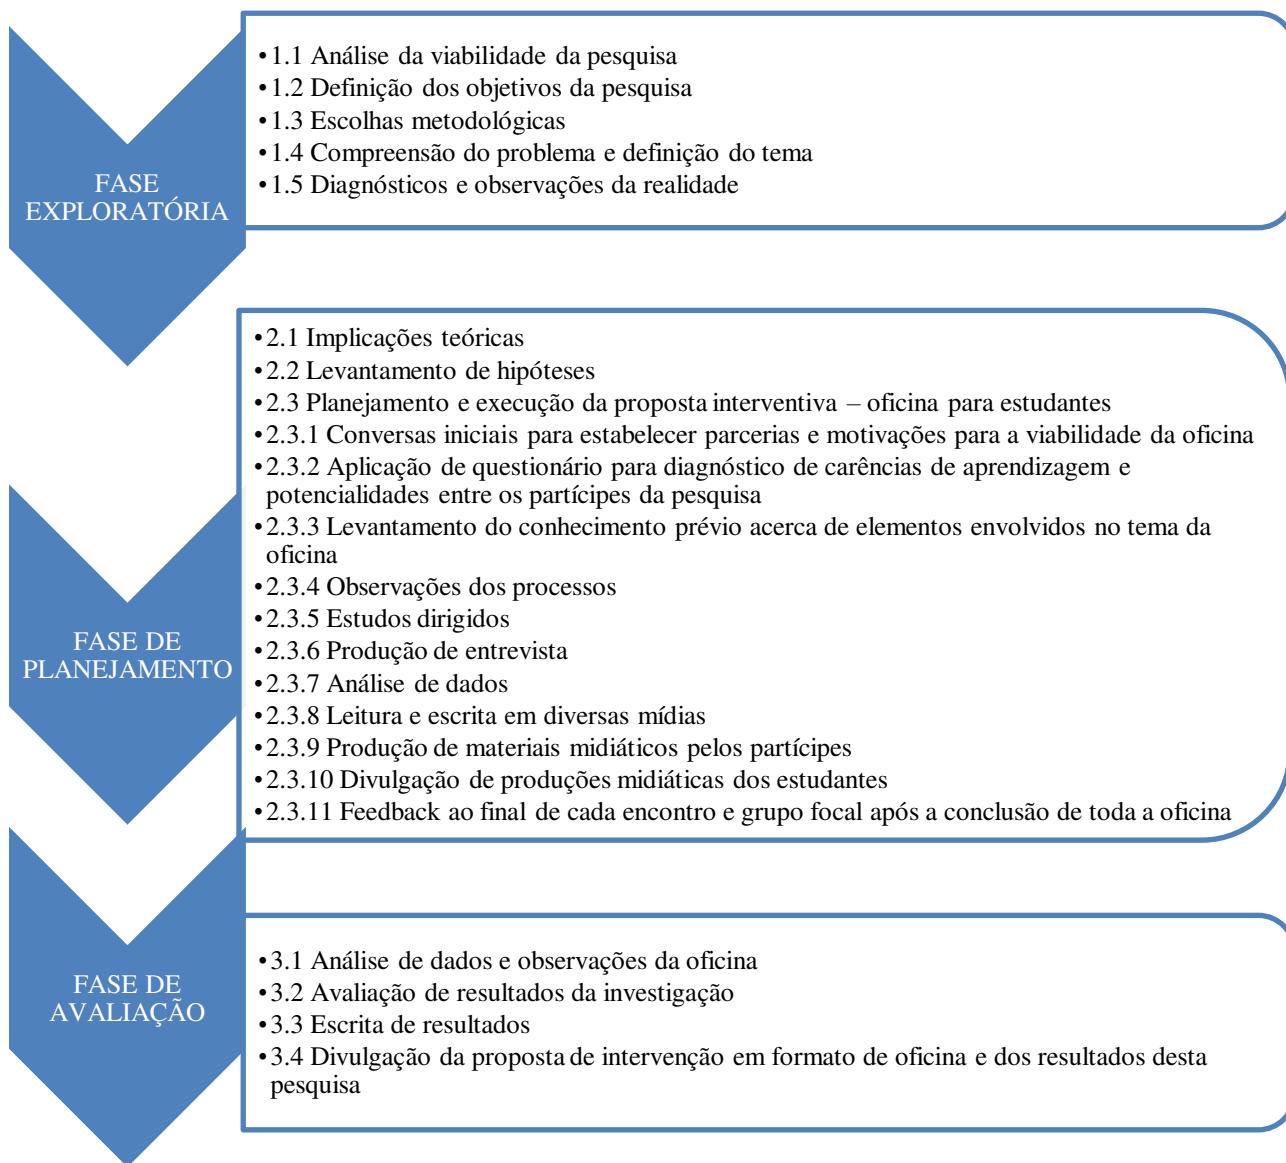 FASE
EXPLORATÓRIA
•1.1 Análise da viabilidade da pesquisa
•1.2 Definição dos objetivos da pesquisa
•1.3 Escolhas metodológicas
•1.4 Compreensão do problema e definição do tema
•1.5 Diagnósticos e observações da realidade
FASE DE
PLANEJAMENTO
•2.1 Implicações teóricas
•2.2 Levantamento de hipóteses
•2.3 Planejamento e execução da proposta interventiva – oficina para estudantes
•2.3.1 Conversas iniciais para estabelecer parcerias e motivações para a viabilidade da oficina
•2.3.2 Aplicação de questionário para diagnóstico de carências de aprendizagem e
potencialidades entre os partícipes da pesquisa
•2.3.3 Levantamento do conhecimento prévio acerca de elementos envolvidos no tema da
oficina
•2.3.4 Observações dos processos
•2.3.5 Estudos dirigidos
•2.3.6 Produção de entrevista
•2.3.7 Análise de dados
•2.3.8 Leitura e escrita em diversas mídias
•2.3.9 Produção de materiais midiáticos pelos partícipes
•2.3.10 Divulgação de produções midiáticas dos estudantes
•2.3.11 Feedback ao final de cada encontro e grupo focal após a conclusão de toda a oficina
FASE DE
AVALIAÇÃO
•3.1 Análise de dados e observações da oficina
•3.2 Avaliação de resultados da investigação
•3.3 Escrita de resultados
•3.4 Divulgação da proposta de intervenção em formato de oficina e dos resultados desta
pesquisa